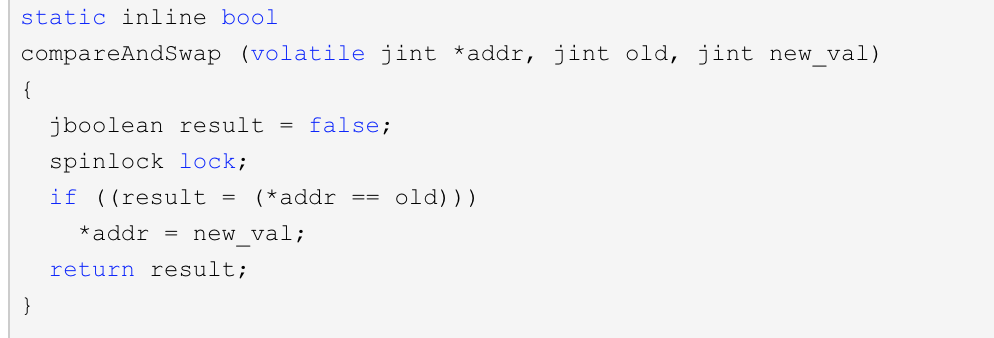 static inline bool
compareAndSwap (volatile jint *addr, jint old, jint new_val)
{
  jboolean result = false;
  spinlock lock;
  if ((result = (*addr == old)))
    *addr = new_val;
  return result;
}